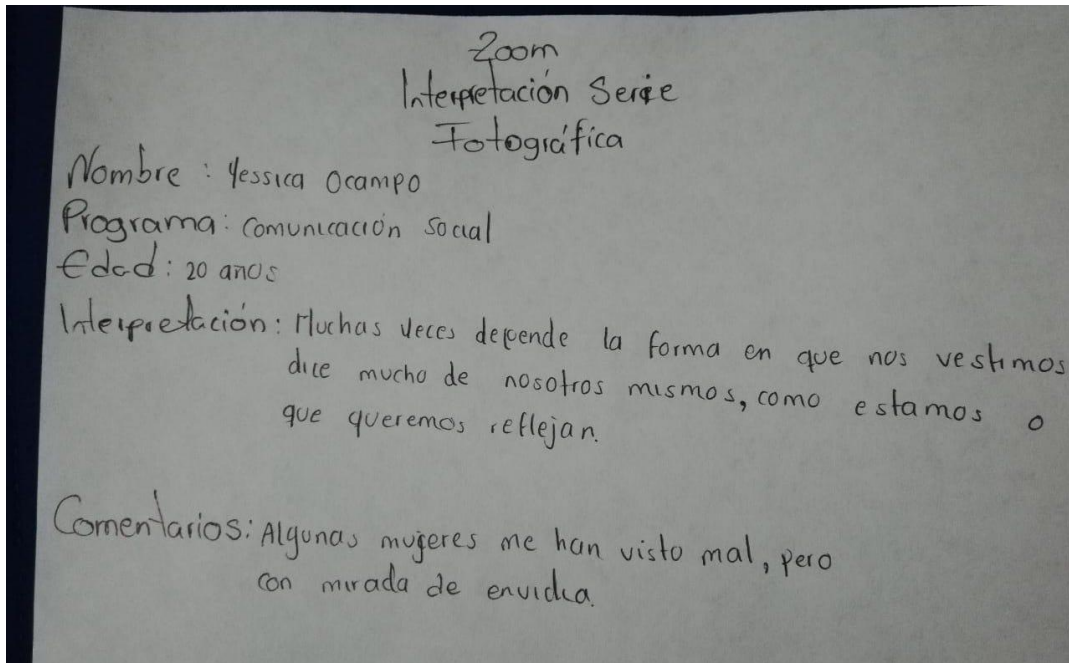 Zoom
Interpretación Serie
Fotográfica
Nombre : Yessica Ocampo
Programa: Comunicación social
Edad: 20 anos
Interpretación: Muchas veces depende la forma en que nos vestimos
dice mucho de nosotros mismos, como estamos o
que queremos reflejan.
Comentarios: Algunas mujeres me han visto mal, pero
con mirada de envidia.